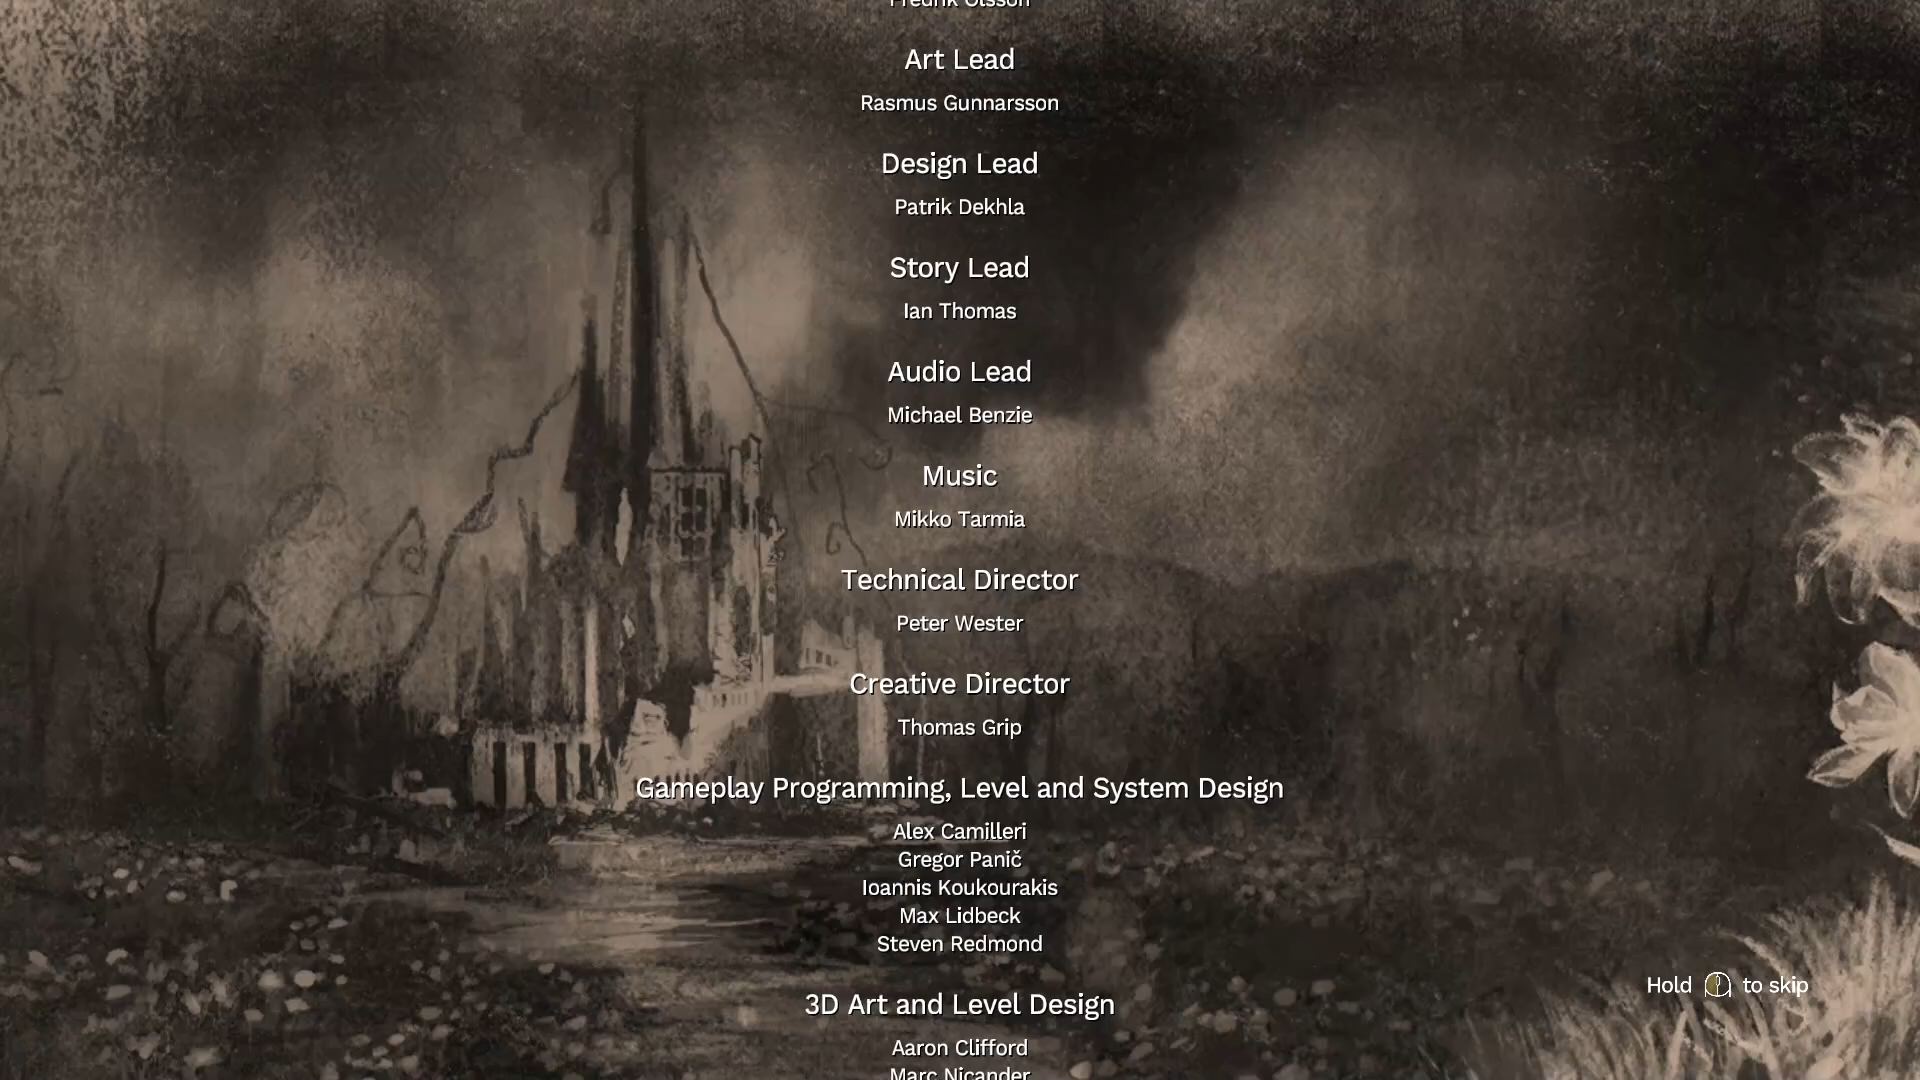 Fredrik Olsson
Art Lead
Rasmus Gunnarsson
Design Lead
Patrik Dekhla
Story Lead
Ian Thomas
Audio Lead
Michael Benzie
Music
Mikko Tarmia
Technical Director
Peter Wester
Creative Director
Thomas Grip
Gameplay Programming, Level and System Design
Alex Camilleri
Gregor Panič
Ioannis Koukourakis
Max Lidbeck
Steven Redmond
Hold to skip
3D Art and Level Design
Aaron Clifford
Marc Nicander